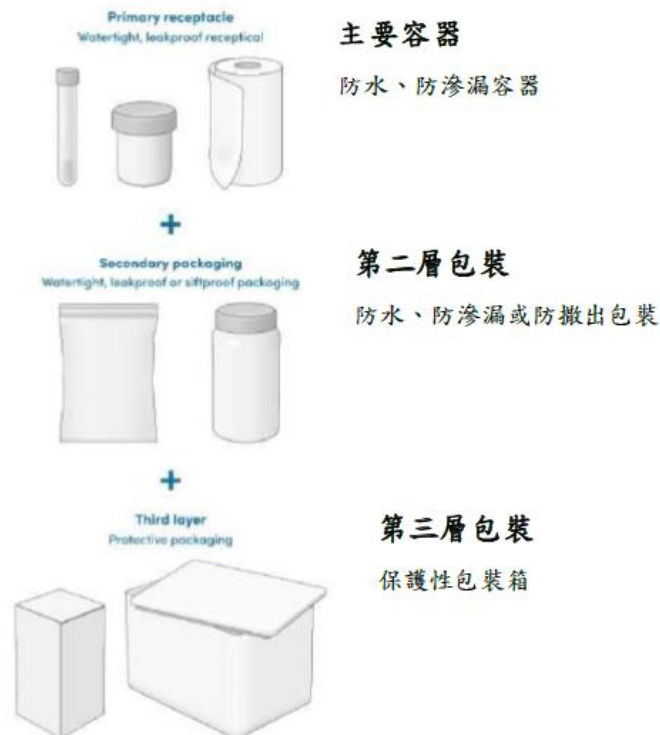 Primary receptacle
Watertight, leakproof receptical
主要容器
防水、防滲漏容器
+
Secondary packaging
Watertight, leakproof or siftproof packaging
第二層包裝
防水、防滲漏或防撒出包裝
+
Third layer
Protective packaging
第三層包裝
保護性包裝箱